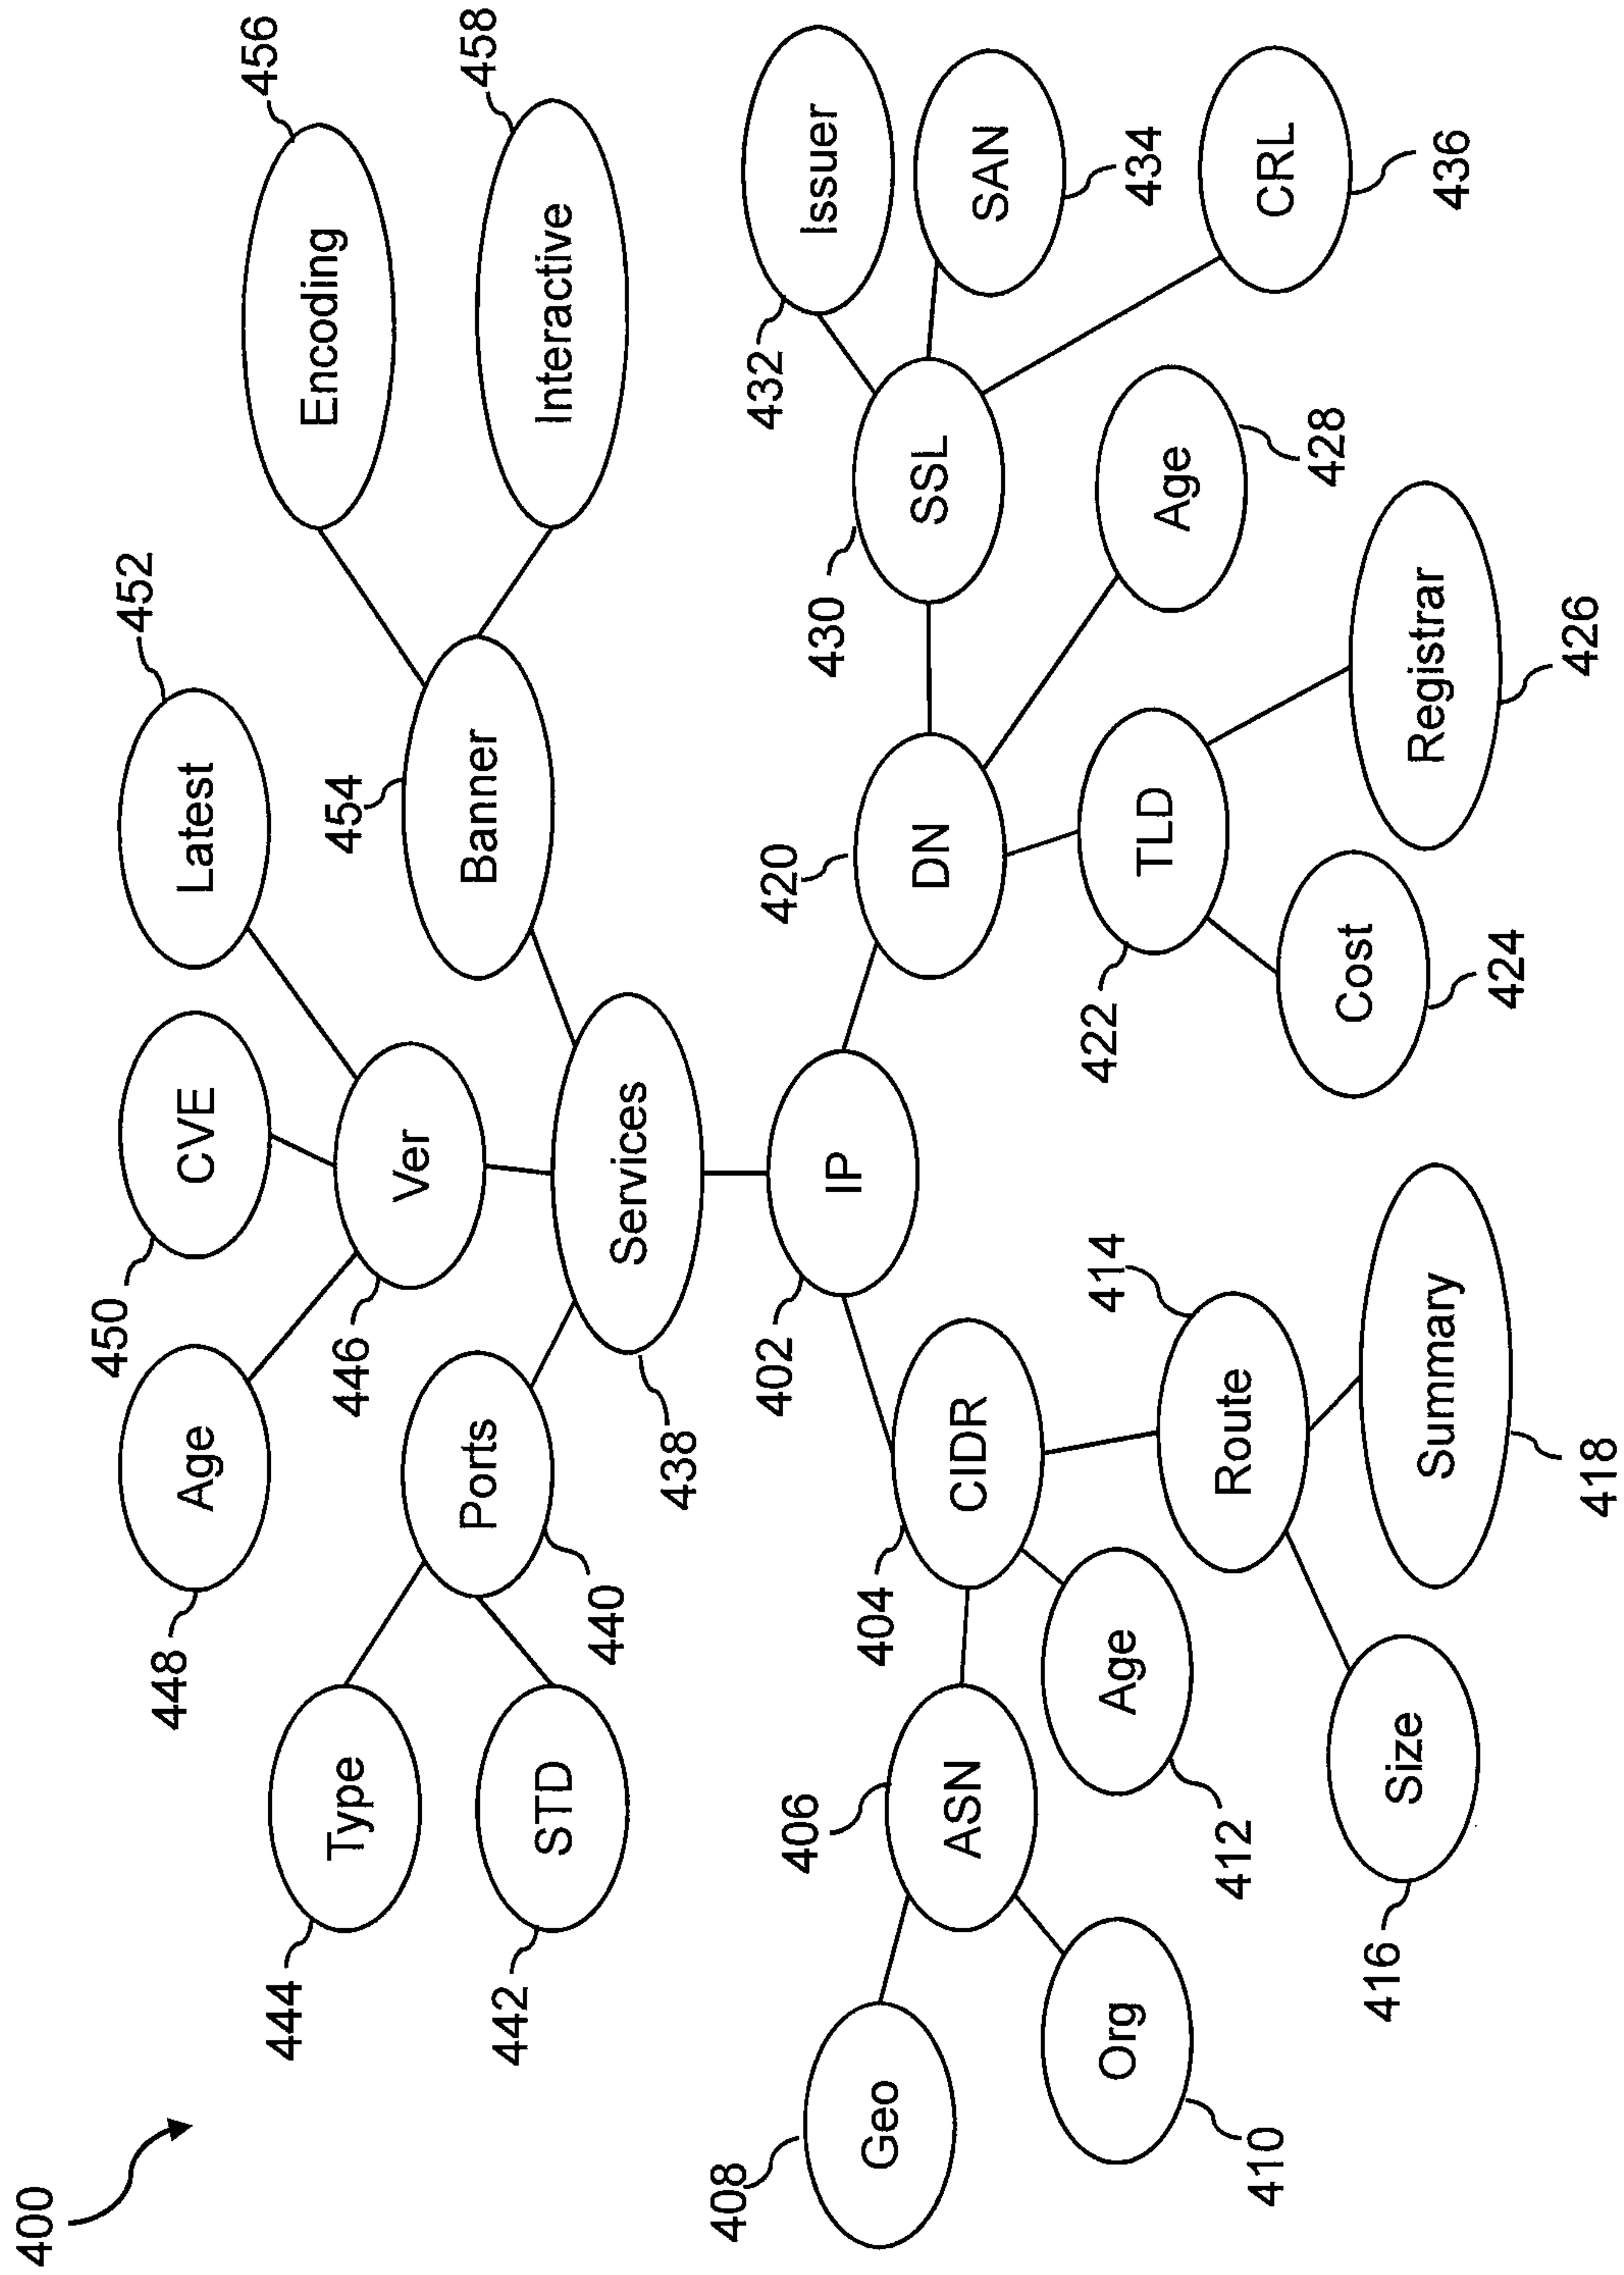 400
448
Age
450
CVE
452
Latest
446
Ver
444
Type
456
Encoding
440
Ports
454
Banner
442
STD
458
Interactive
438
Services
402
IP
408
Geo
406
ASN
404
CIDR
420
DN
430
SSL
432
Issuer
434
SAN
436
CRL
410
Org
412
Age
414
Route
422
TLD
428
Age
416
Size
418
Summary
424
Cost
426
Registrar